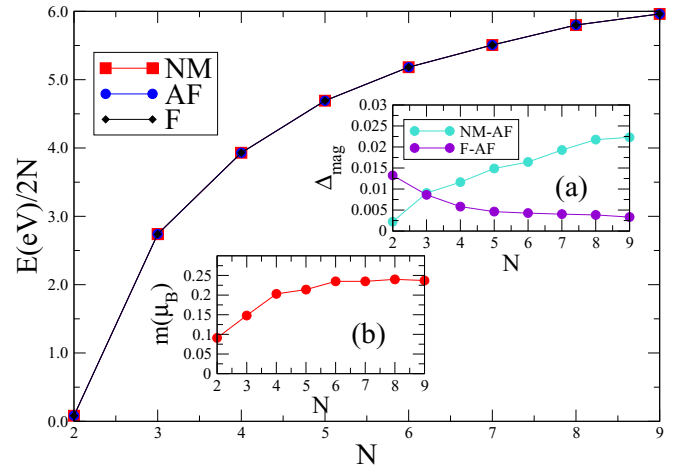 6.0
5.0
4.0
3.0
2.0
1.0
0.0
E(eV)/2N
2 3 4 5 6 7 8 9
N
NM
AF
F
0.03
0.025
0.02
0.015
0.01
0.005
0
Δmag
NM-AF
F-AF
(a)
2 3 4 5 6 7 8 9
N
0.25
0.20
0.15
0.1
0.05
0
m(μB)
(b)
2 3 4 5 6 7 8 9
N